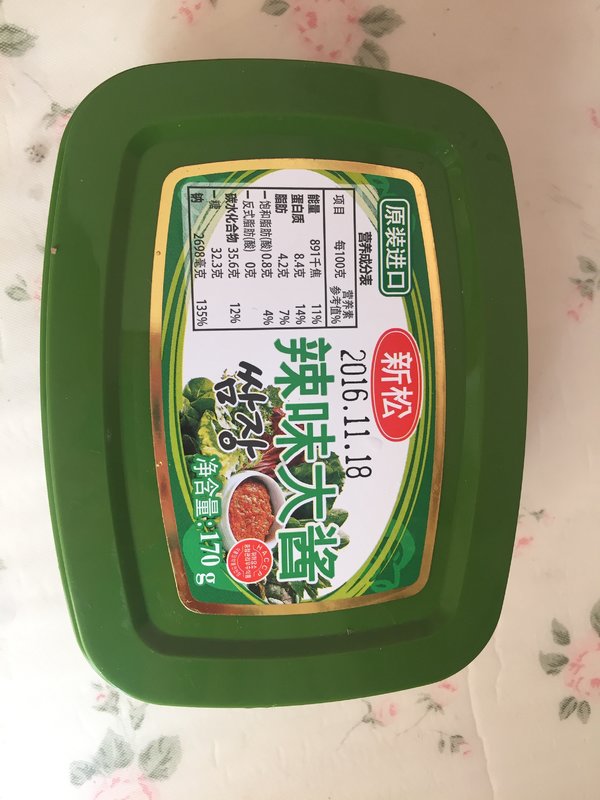 原装进口
新松
2016.11.18
辣味大酱
쌈장
净含量:170g
HACCP
营养成分表
项目 每100克 营养素参考值%
能量 891千焦 11%
蛋白质 8.4克 14%
脂肪 4.2克 7%
一饱和脂肪(酸) 0.8克 4%
一反式脂肪(酸) 0克
碳水化合物 35.6克 12%
一糖 32.3克
钠 2698毫克 135%